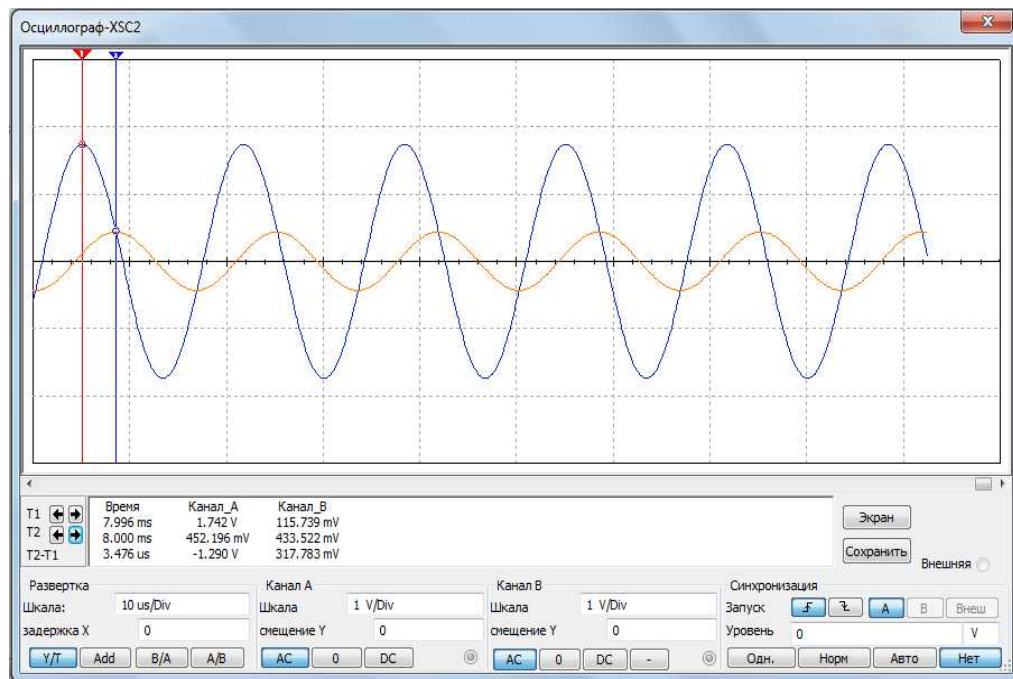 Осциллограф-XSC2
1 2
T1
T2
T2-T1
Время Канал_A Канал_B
7.996 ms 1.742 V 115.739 mV
8.000 ms 452.196 mV 433.522 mV
3.476 us -1.290 V 317.783 mV
Экран
Сохранить
Внешняя
Развертка
Шкала: 10 us/Div
задержка X 0
Y/T Add B/A A/B
Канал A
Шкала 1 V/Div
смещение Y 0
AC 0 DC
Канал B
Шкала 1 V/Div
смещение Y 0
AC 0 DC -
Синхронизация
Запуск A B Внеш
Уровень 0 V
Одн. Норм Авто Нет